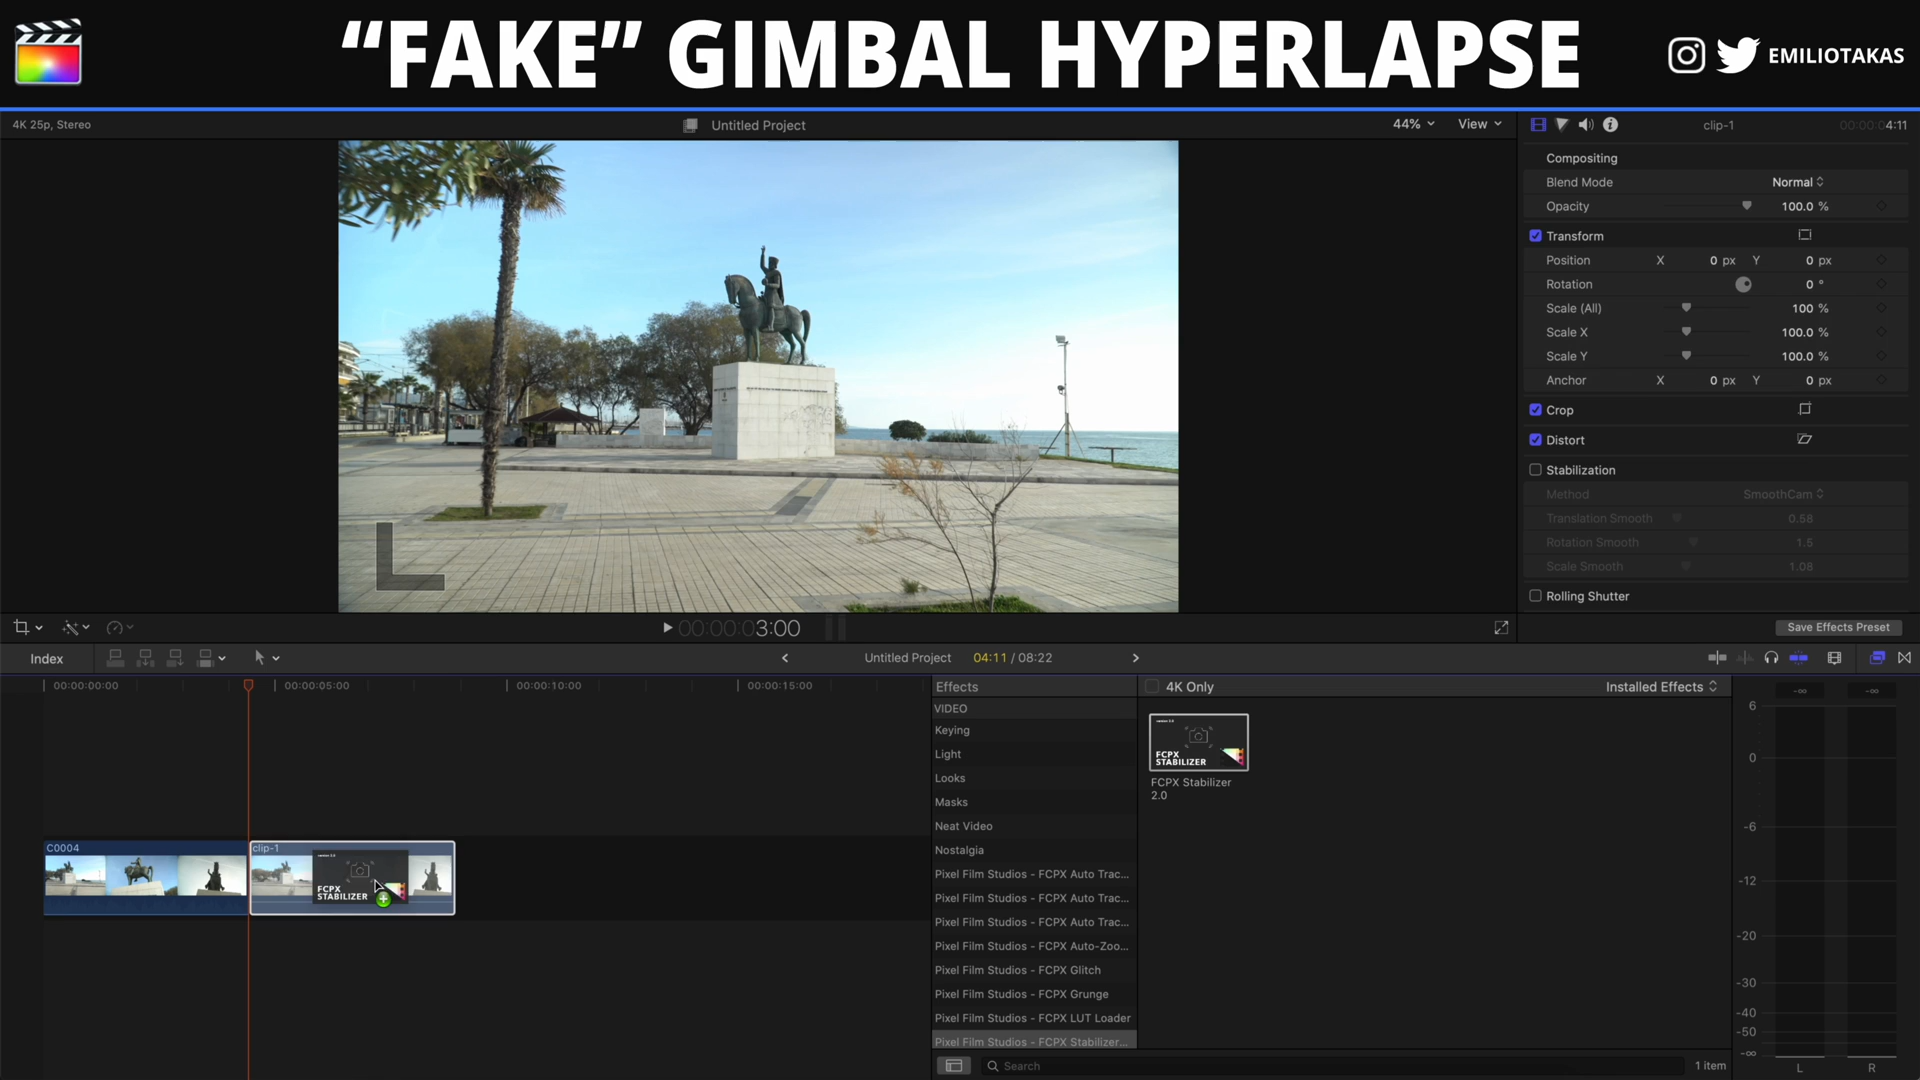 “FAKE” GIMBAL HYPERLAPSE
EMILIOTAKAS
4K 25p, Stereo
Untitled Project
44%
View
clip-1
00:00:04:11
Compositing
Blend Mode
Normal
Opacity
100.0 %
Transform
Position X 0 px Y 0 px
Rotation
0 °
Scale (All)
100 %
Scale X
100.0 %
Scale Y
100.0 %
Anchor X 0 px Y 0 px
Crop
Distort
Stabilization
Method
SmoothCam
Translation Smooth
0.58
Rotation Smooth
1.5
Scale Smooth
1.08
Rolling Shutter
Save Effects Preset
00:00:03:00
Index
Untitled Project
04:11 / 08:22
00:00:00:00
00:00:05:00
00:00:10:00
00:00:15:00
C0004
clip-1
FCPX
STABILIZER
Effects
VIDEO
Keying
Light
Looks
Masks
Neat Video
Nostalgia
Pixel Film Studios - FCPX Auto Trac...
Pixel Film Studios - FCPX Auto Trac...
Pixel Film Studios - FCPX Auto Trac...
Pixel Film Studios - FCPX Auto-Zoo...
Pixel Film Studios - FCPX Glitch
Pixel Film Studios - FCPX Grunge
Pixel Film Studios - FCPX LUT Loader
Pixel Film Studios - FCPX Stabilizer...
4K Only
Installed Effects
version 2.0
FCPX
STABILIZER
FCPX Stabilizer
2.0
Search
1 item
-∞
-∞
6
0
-6
-12
-20
-30
-40
-50
-∞
L
R